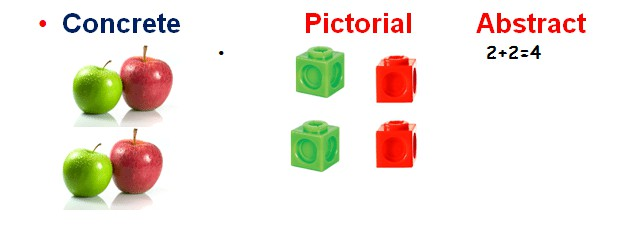 • Concrete Pictorial Abstract
• 2+2=4